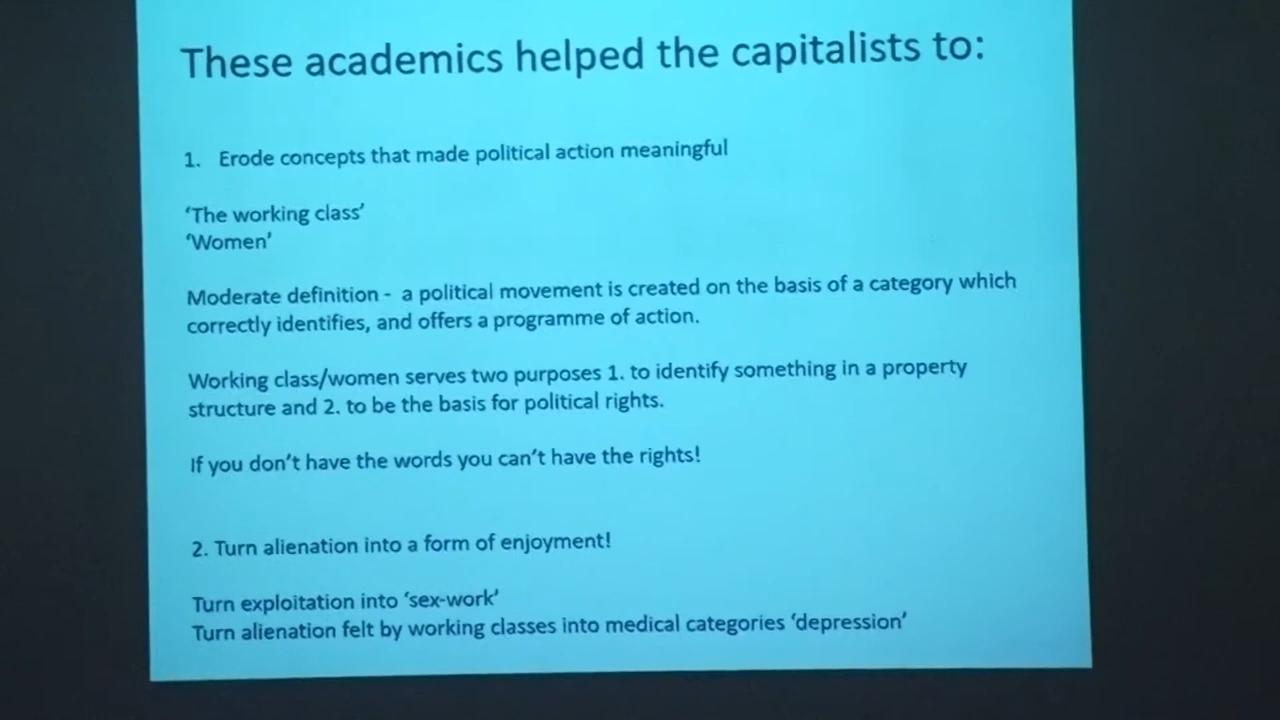 These academics helped the capitalists to:
1. Erode concepts that made political action meaningful
‘The working class’
‘Women’
Moderate definition - a political movement is created on the basis of a category which
correctly identifies, and offers a programme of action.
Working class/women serves two purposes 1. to identify something in a property
structure and 2. to be the basis for political rights.
If you don’t have the words you can’t have the rights!
2. Turn alienation into a form of enjoyment!
Turn exploitation into ‘sex-work’
Turn alienation felt by working classes into medical categories ‘depression’